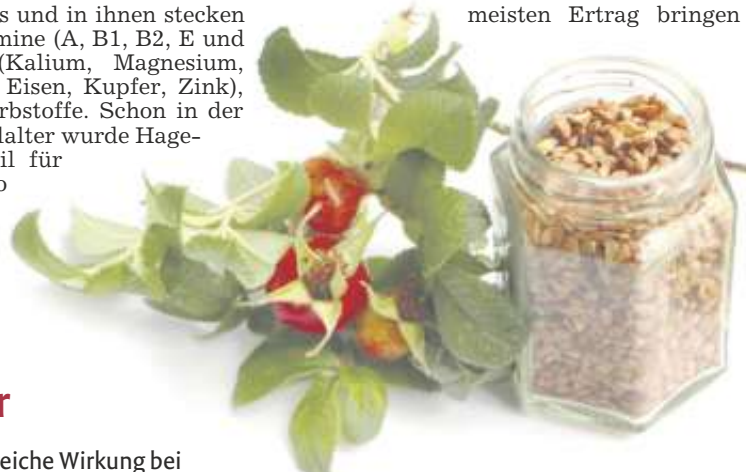 s und in ihnen stecken
mine (A, B1, B2, E und
(Kalium, Magnesium,
Eisen, Kupfer, Zink),
rbstoffe. Schon in der
lalter wurde Hage-
il für
o
r
eiche Wirkung bei
meisten Ertrag bringen